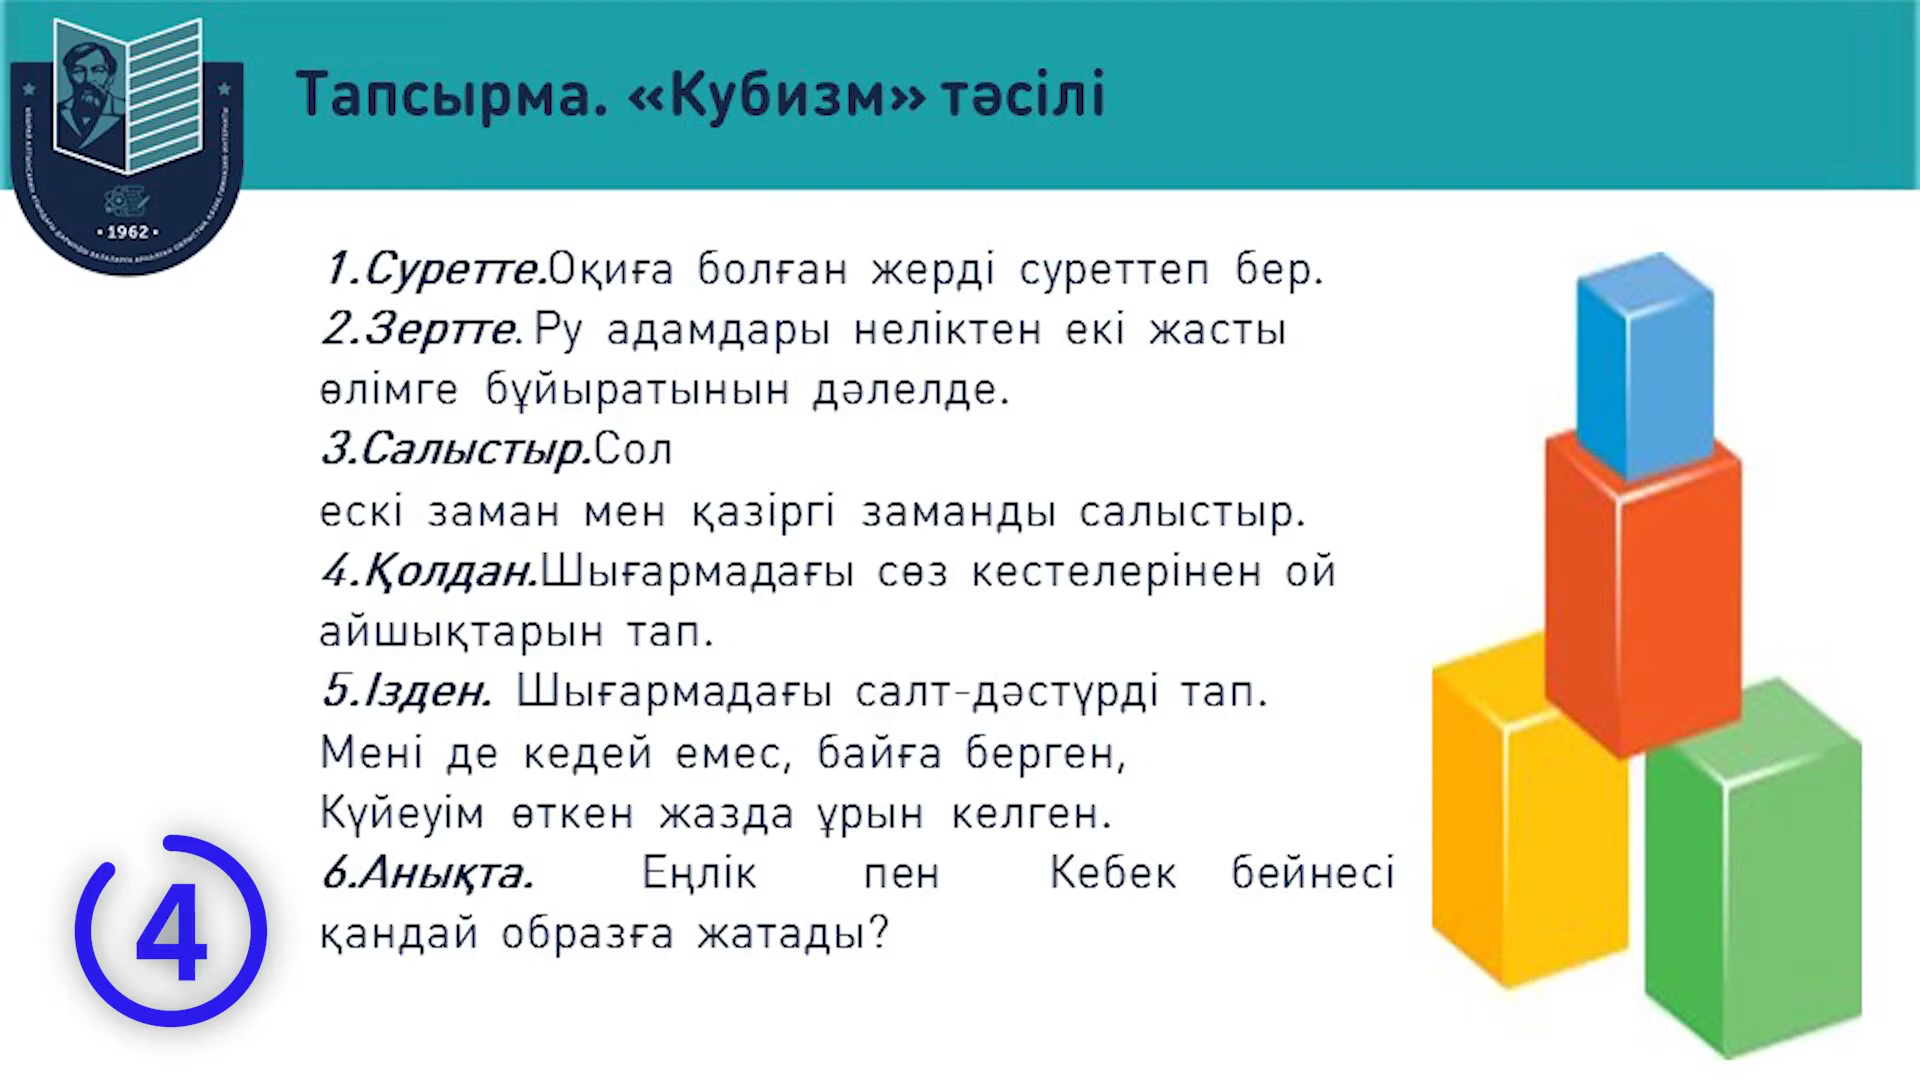 Тапсырма. «Кубизм» тәсілі
• 1962 •
1.Суретте.Оқиға болған жерді суреттеп бер.
2.Зертте. Ру адамдары неліктен екі жасты
өлімге бұйыратынын дәлелде.
3.Салыстыр.Сол
ескі заман мен қазіргі заманды салыстыр.
4.Қолдан.Шығармадағы сөз кестелерінен ой
айшықтарын тап.
5.Ізден. Шығармадағы салт-дәстүрді тап.
Мені де кедей емес, байға берген,
Күйеуім өткен жазда ұрын келген.
6.Анықта. Еңлік пен Кебек бейнесі
қандай образға жатады?
4